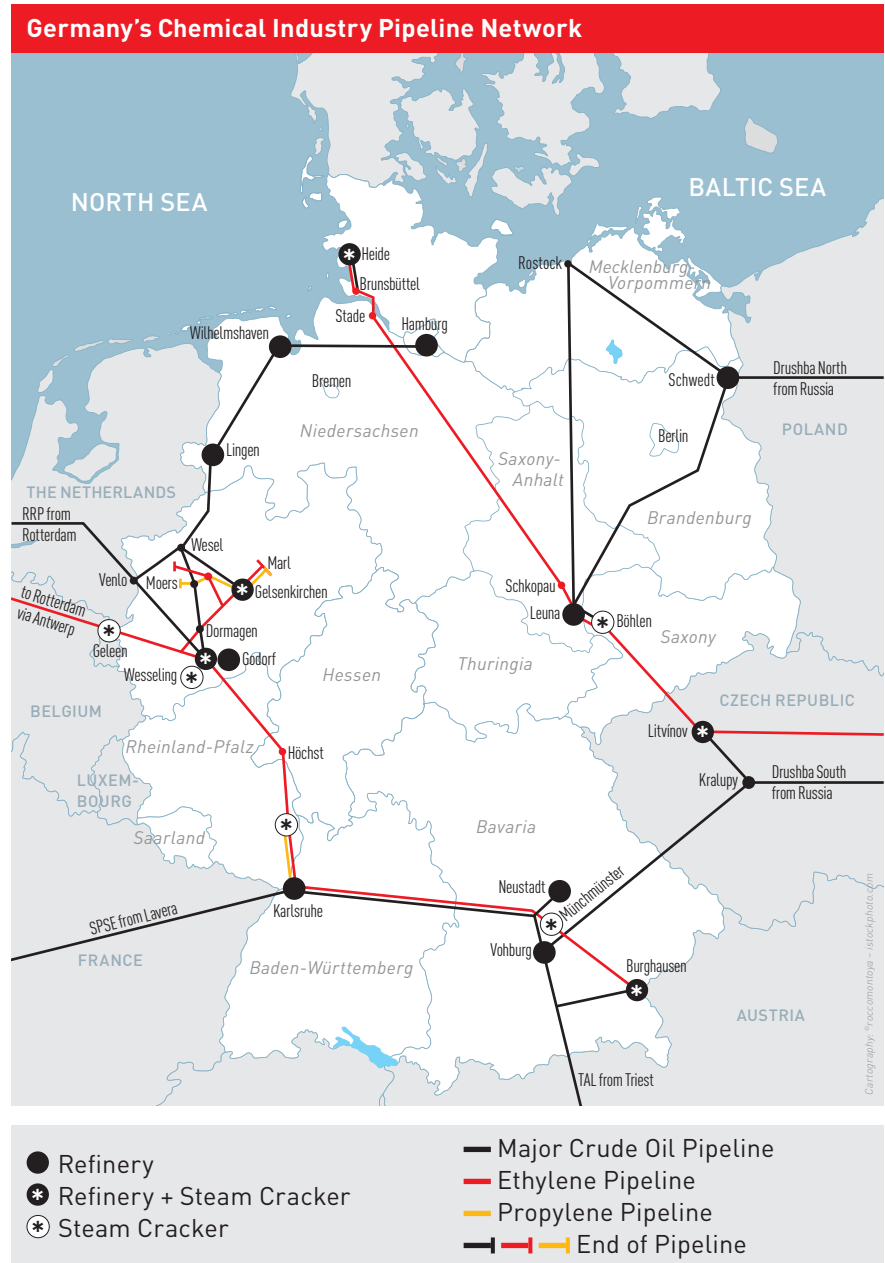 Germany’s Chemical Industry Pipeline Network
NORTH SEA
BALTIC SEA
Heide
Brunsbüttel
Stade
Rostock
Mecklenburg-
Vorpommern
Wilhelmshaven
Hamburg
Bremen
Schwedt
Drushba North
from Russia
Niedersachsen
Berlin
POLAND
Lingen
Saxony-
Anhalt
THE NETHERLANDS
RRP from
Rotterdam
Brandenburg
Wesel
Marl
Venlo
Moers
Gelsenkirchen
Schkopau
to Rotterdam
via Antwerp
Leuna
Böhlen
Dormagen
Saxony
Geleen
Godorf
Wesseling
Thuringia
Hessen
CZECH REPUBLIC
BELGIUM
Litvínov
Rheinland-Pfalz
Höchst
LUXEM-
BOURG
Kralupy
Drushba South
from Russia
Saarland
Bavaria
Neustadt
Münchmünster
Karlsruhe
SPSE from Lavera
Vohburg
FRANCE
Baden-Württemberg
Burghausen
AUSTRIA
TAL from Triest
Cartography: ©roccomontoya – istockphoto.com
Refinery
Refinery + Steam Cracker
Steam Cracker
Major Crude Oil Pipeline
Ethylene Pipeline
Propylene Pipeline
End of Pipeline